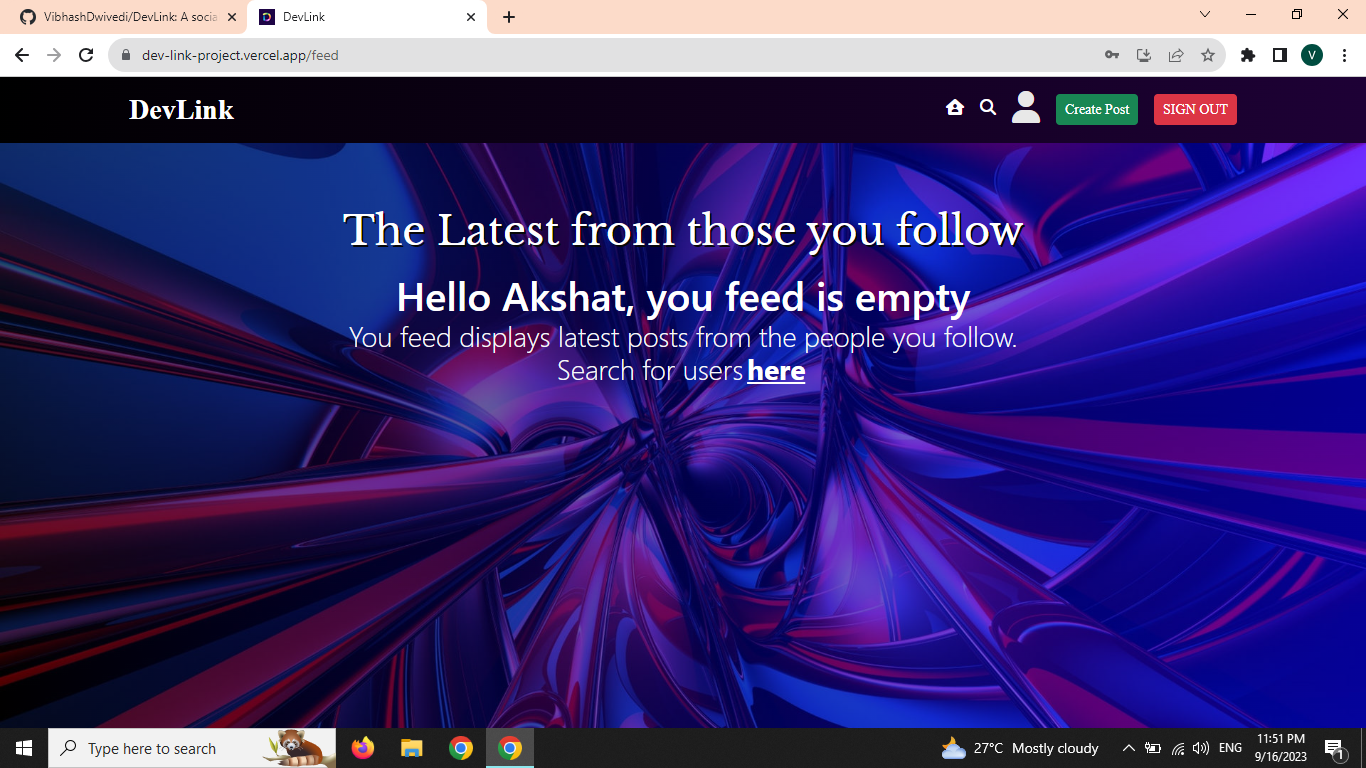 VibhashDwivedi/DevLink: A socia
DevLink
dev-link-project.vercel.app/feed
V
DevLink
Create Post
SIGN OUT
The Latest from those you follow
Hello Akshat, you feed is empty
You feed displays latest posts from the people you follow.
Search for users here
Type here to search
27°C Mostly cloudy
ENG
11:51 PM
9/16/2023
1